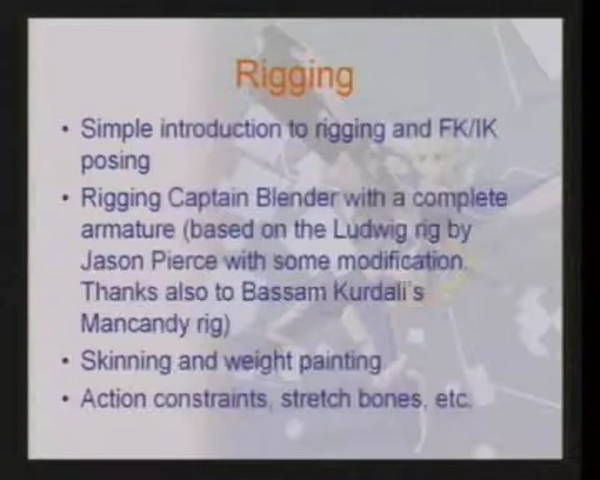 Rigging
• Simple introduction to rigging and FK/IK
posing
• Rigging Captain Blender with a complete
armature (based on the Ludwig rig by
Jason Pierce with some modification.
Thanks also to Bassam Kurdali's
Mancandy rig)
• Skinning and weight painting
• Action constraints, stretch bones, etc.